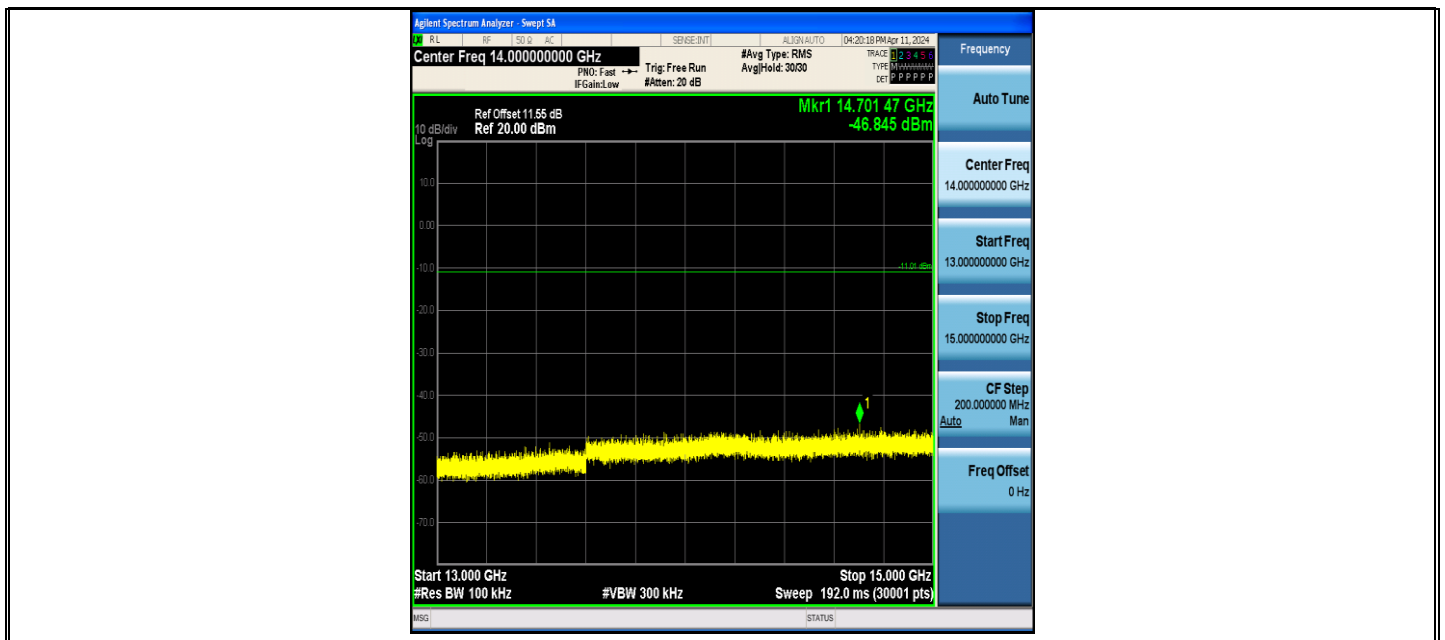 Agilent Spectrum Analyzer - Swept SA
RL RF 50 Ω AC SENSE:INT ALIGN AUTO 04:20:18 PM Apr 11, 2024
Center Freq 14.000000000 GHz
PNO: Fast
IFGain:Low
Trig: Free Run
#Atten: 20 dB
#Avg Type: RMS
Avg|Hold: 30/30
TRACE 1 2 3 4 5 6
TYPE M
DET P P P P P P
Mkr1 14.701 47 GHz
-46.845 dBm
Ref Offset 11.55 dB
10 dB/div Ref 20.00 dBm
Log
10.0
0.00
-10.0
-11.01 dBm
-20.0
-30.0
-40.0
1
-50.0
-60.0
-70.0
Start 13.000 GHz Stop 15.000 GHz
#Res BW 100 kHz #VBW 300 kHz Sweep 192.0 ms (30001 pts)
MSG STATUS
Frequency
Auto Tune
Center Freq
14.000000000 GHz
Start Freq
13.000000000 GHz
Stop Freq
15.000000000 GHz
CF Step
200.000000 MHz
Auto Man
Freq Offset
0 Hz